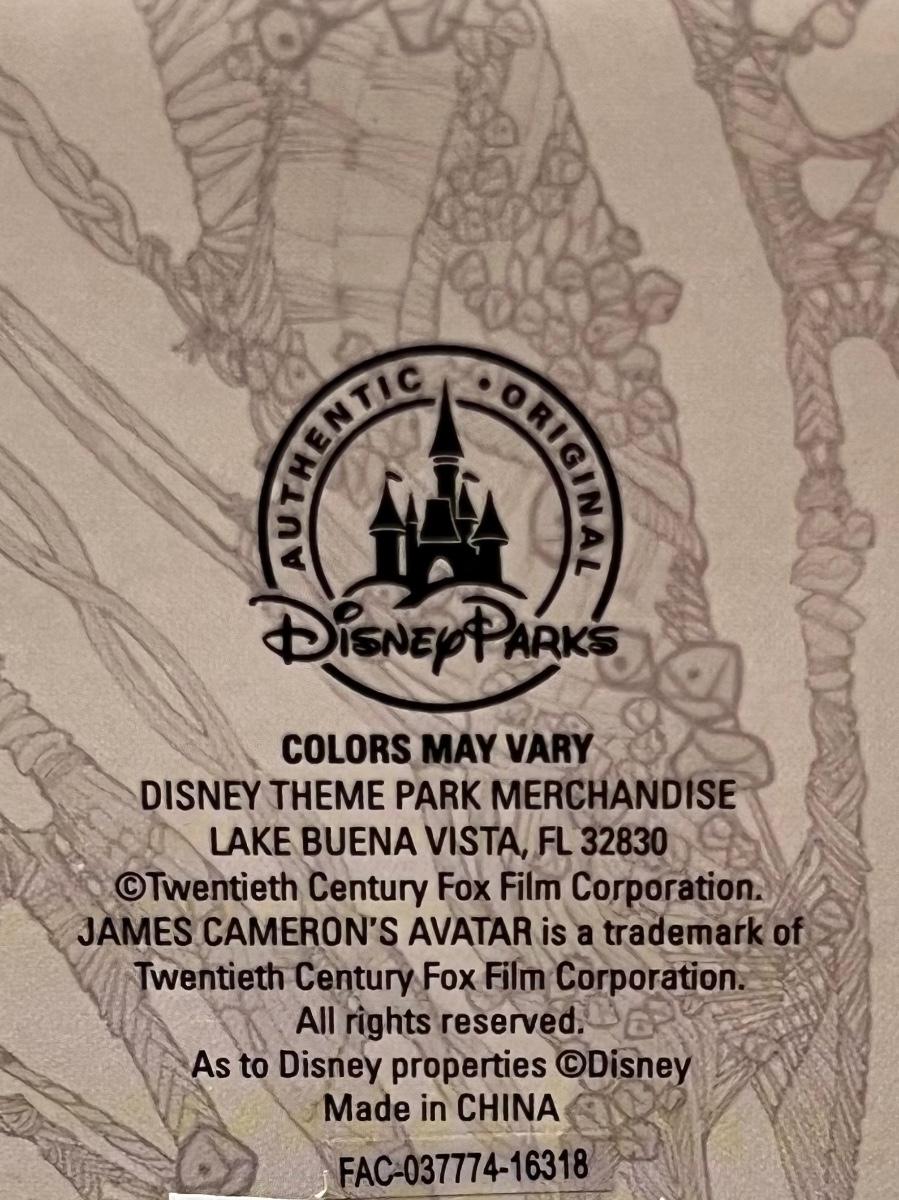 AUTHENTIC • ORIGINAL
Disney Parks
COLORS MAY VARY
DISNEY THEME PARK MERCHANDISE
LAKE BUENA VISTA, FL 32830
©Twentieth Century Fox Film Corporation.
JAMES CAMERON'S AVATAR is a trademark of
Twentieth Century Fox Film Corporation.
All rights reserved.
As to Disney properties ©Disney
Made in CHINA
FAC-037774-16318